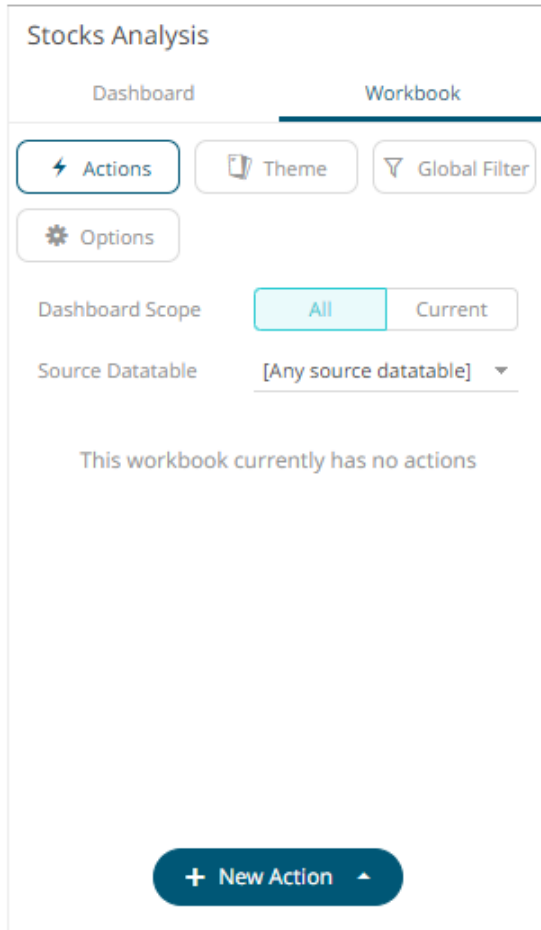 Stocks Analysis
Dashboard Workbook
Actions Theme Global Filter
Options
Dashboard Scope All Current
Source Datatable [Any source datatable]
This workbook currently has no actions
+ New Action